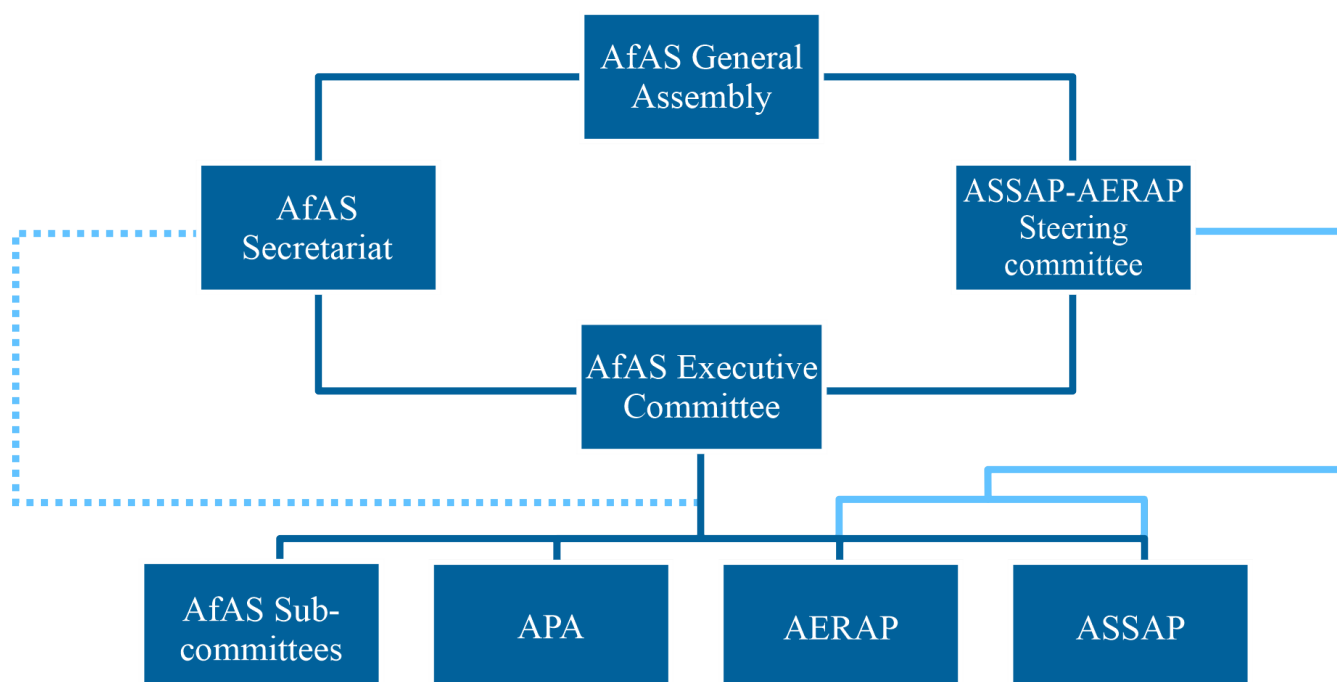 AfAS General
Assembly
AfAS
Secretariat
ASSAP-AERAP
Steering
committee
AfAS Executive
Committee
AfAS Sub-
committees
APA
AERAP
ASSAP